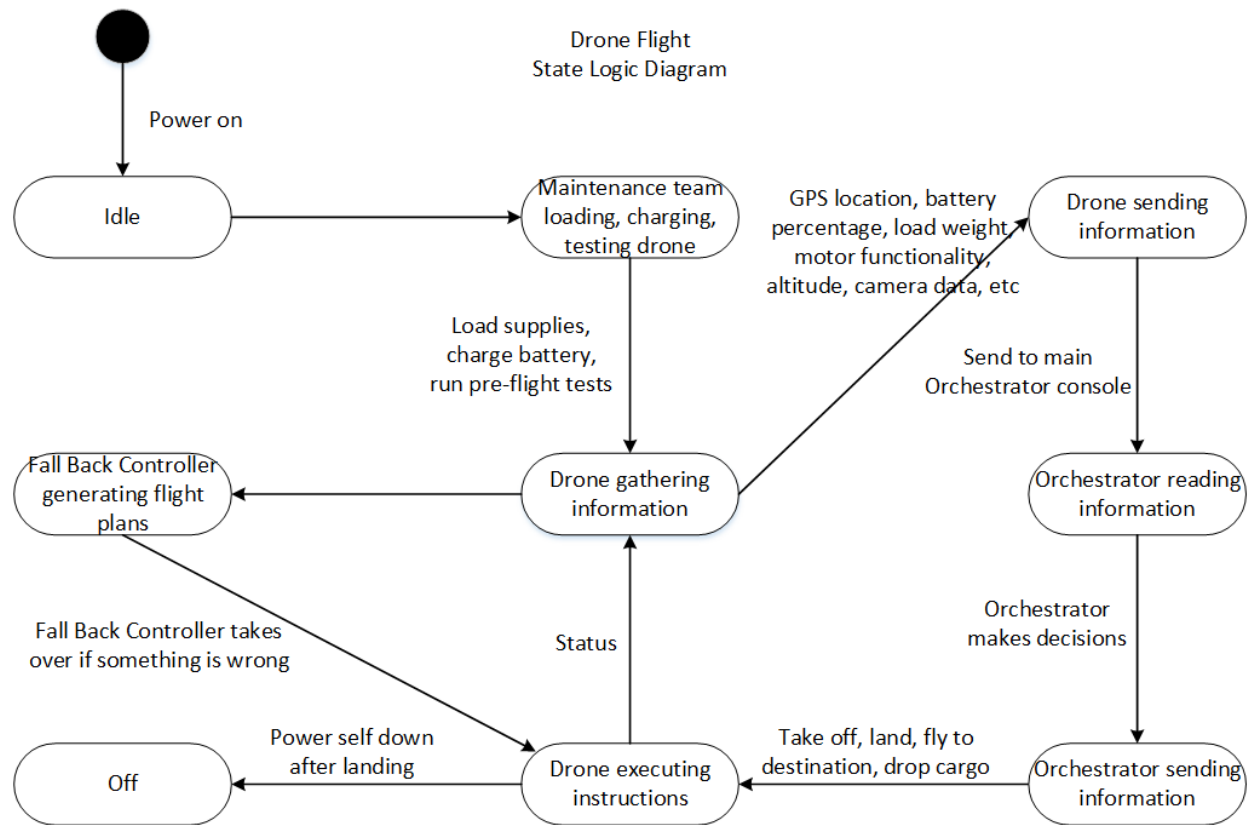 Drone Flight
State Logic Diagram
Power on
Idle
Maintenance team
loading, charging,
testing drone
GPS location, battery
percentage, load weight,
motor functionality,
altitude, camera data, etc
Drone sending
information
Load supplies,
charge battery,
run pre-flight tests
Send to main
Orchestrator console
Fall Back Controller
generating flight
plans
Drone gathering
information
Orchestrator reading
information
Fall Back Controller takes
over if something is wrong
Status
Orchestrator
makes decisions
Power self down
after landing
Take off, land, fly to
destination, drop cargo
Off
Drone executing
instructions
Orchestrator sending
information